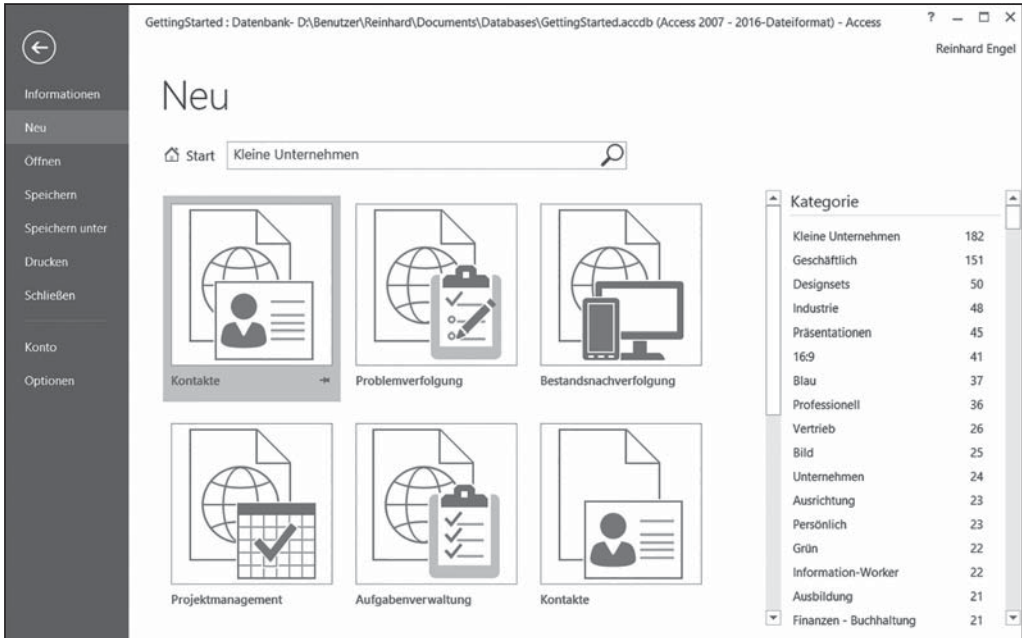 GettingStarted : Datenbank- D:\Benutzer\Reinhard\Documents\Databases\GettingStarted.accdb (Access 2007 - 2016-Dateiformat) - Access
?
Reinhard Engel
Informationen
Neu
Öffnen
Speichern
Speichern unter
Drucken
Schließen
Konto
Optionen
Neu
Start
Kleine Unternehmen
Kontakte
Problemverfolgung
Bestandsnachverfolgung
Projektmanagement
Aufgabenverwaltung
Kontakte
Kategorie
Kleine Unternehmen 182
Geschäftlich 151
Designsets 50
Industrie 48
Präsentationen 45
16:9 41
Blau 37
Professionell 36
Vertrieb 26
Bild 25
Unternehmen 24
Ausrichtung 23
Persönlich 23
Grün 22
Information-Worker 22
Ausbildung 21
Finanzen - Buchhaltung 21